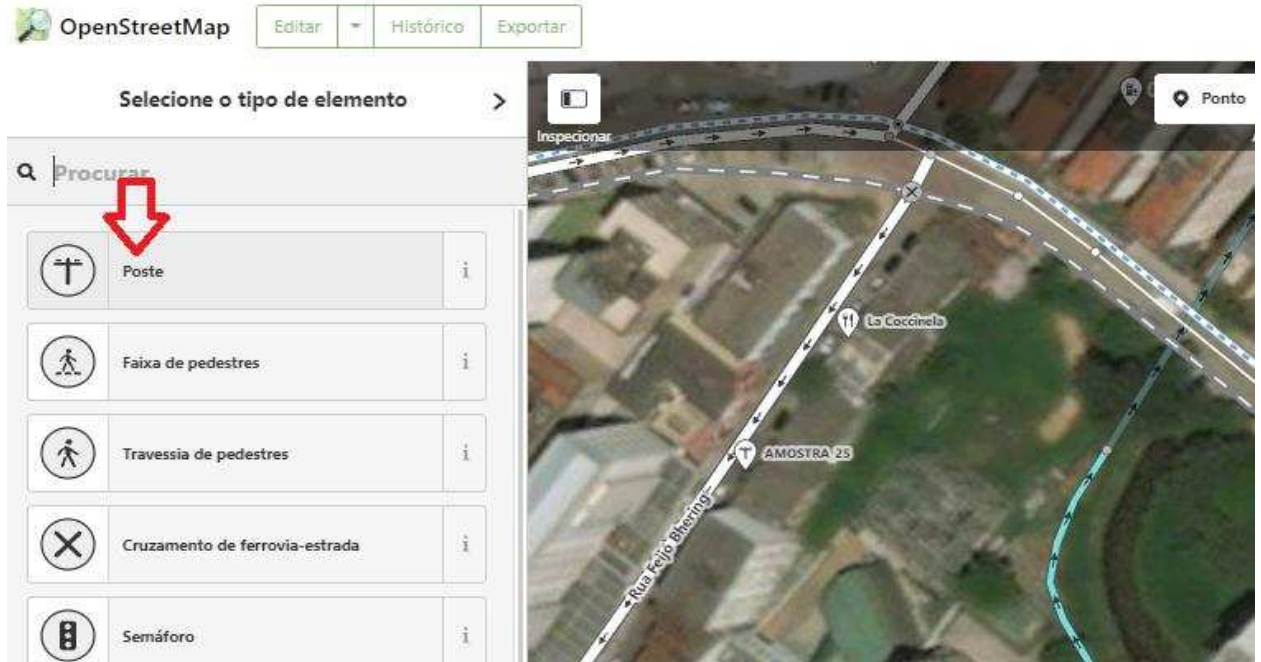 OpenStreetMap
Editar
Histórico
Exportar
Selecione o tipo de elemento
Inspecionar
Ponto
Procurar
Poste
i
Faixa de pedestres
i
La Coccinela
Travessia de pedestres
i
AMOSTRA 25
Cruzamento de ferrovia-estrada
i
Rua Feijó Bhering
Semáforo
i